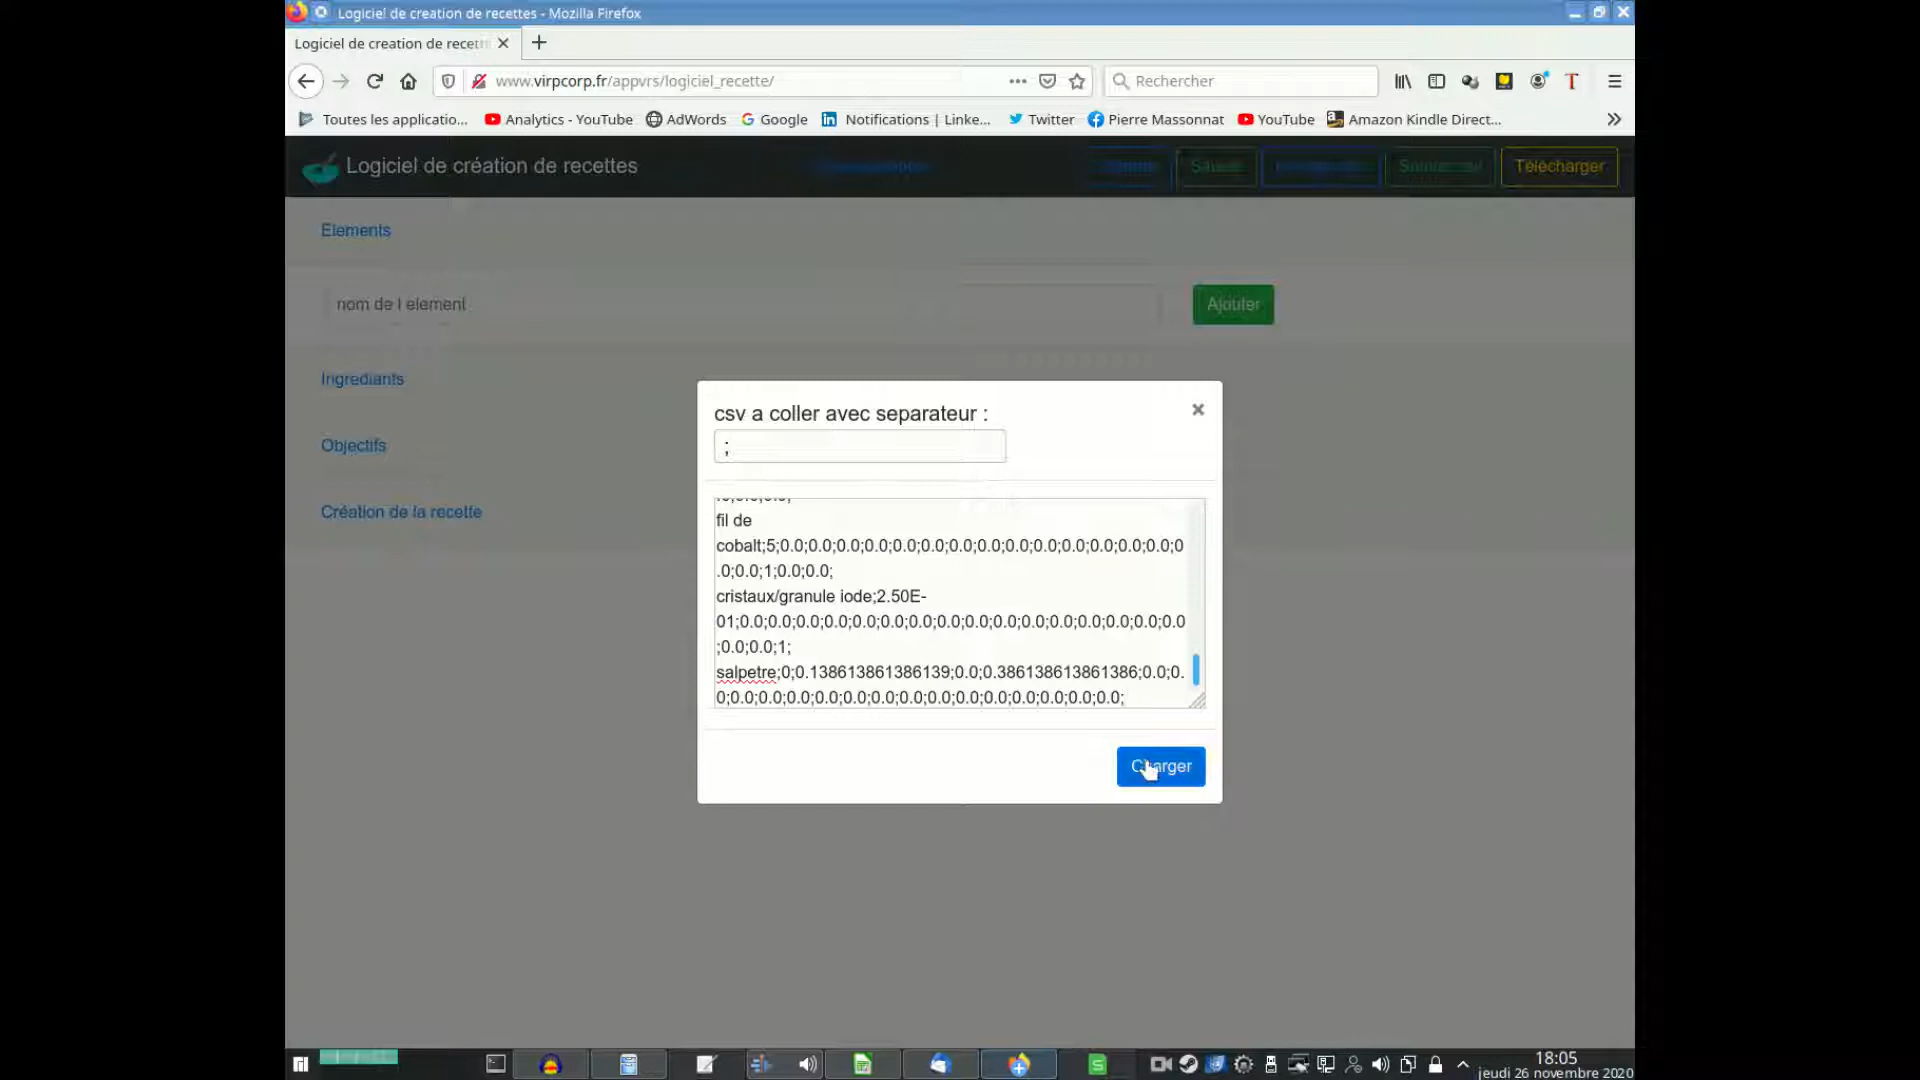 Logiciel de creation de recettes - Mozilla Firefox
Logiciel de creation de recett
www.virpcorp.fr/appvrs/logiciel_recette/
Rechercher
Toutes les applicatio...
Analytics - YouTube
AdWords
Google
Notifications | Linke...
Twitter
Pierre Massonnat
YouTube
Amazon Kindle Direct...
Logiciel de création de recettes
Télécharger
Elements
nom de l element
Ajouter
Ingrediants
Objectifs
Création de la recette
csv a coller avec separateur :
;
fil de
cobalt;5;0.0;0.0;0.0;0.0;0.0;0.0;0.0;0.0;0.0;0.0;0.0;0.0;0.0;0.0;0
.0;0.0;1;0.0;0.0;
cristaux/granule iode;2.50E-
01;0.0;0.0;0.0;0.0;0.0;0.0;0.0;0.0;0.0;0.0;0.0;0.0;0.0;0.0;0.0;0.0
;0.0;0.0;1;
salpetre;0;0.138613861386139;0.0;0.386138613861386;0.0;0.
0;0.0;0.0;0.0;0.0;0.0;0.0;0.0;0.0;0.0;0.0;0.0;0.0;0.0;
Charger
18:05
jeudi 26 novembre 2020